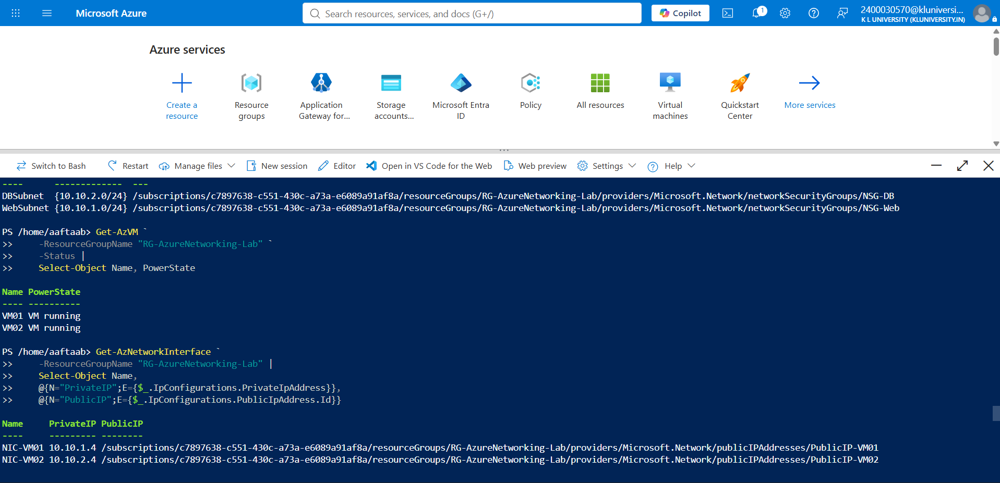 Microsoft Azure
Search resources, services, and docs (G+/)
Copilot
1
2400030570@kluniversi...
K L UNIVERSITY (KLUNIVERSITY.IN)
Azure services
Create a resource
Resource groups
Application Gateway for...
Storage accounts...
Microsoft Entra ID
Policy
All resources
Virtual machines
Quickstart Center
More services
Switch to Bash
Restart
Manage files
New session
Editor
Open in VS Code for the Web
Web preview
Settings
Help
----      -------------  ---
DBSubnet  {10.10.2.0/24} /subscriptions/c7897638-c551-430c-a73a-e6089a91af8a/resourceGroups/RG-AzureNetworking-Lab/providers/Microsoft.Network/networkSecurityGroups/NSG-DB
WebSubnet {10.10.1.0/24} /subscriptions/c7897638-c551-430c-a73a-e6089a91af8a/resourceGroups/RG-AzureNetworking-Lab/providers/Microsoft.Network/networkSecurityGroups/NSG-Web
PS /home/aaftaab> Get-AzVM `
>>     -ResourceGroupName "RG-AzureNetworking-Lab" `
>>     -Status |
>>     Select-Object Name, PowerState
Name PowerState
---- ----------
VM01 VM running
VM02 VM running
PS /home/aaftaab> Get-AzNetworkInterface `
>>     -ResourceGroupName "RG-AzureNetworking-Lab" |
>>     Select-Object Name,
>>     @{N="PrivateIP";E={$_.IpConfigurations.PrivateIpAddress}},
>>     @{N="PublicIP";E={$_.IpConfigurations.PublicIpAddress.Id}}
Name     PrivateIP PublicIP
----     --------- --------
NIC-VM01 10.10.1.4 /subscriptions/c7897638-c551-430c-a73a-e6089a91af8a/resourceGroups/RG-AzureNetworking-Lab/providers/Microsoft.Network/publicIPAddresses/PublicIP-VM01
NIC-VM02 10.10.2.4 /subscriptions/c7897638-c551-430c-a73a-e6089a91af8a/resourceGroups/RG-AzureNetworking-Lab/providers/Microsoft.Network/publicIPAddresses/PublicIP-VM02